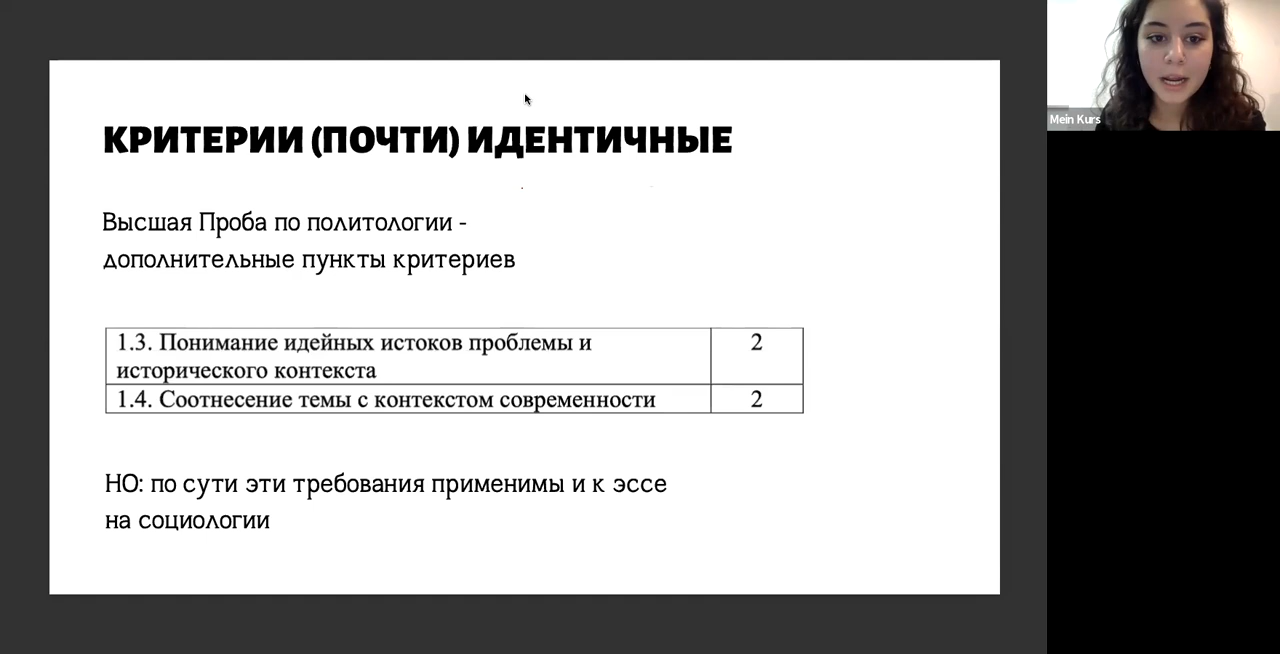 КРИТЕРИИ (ПОЧТИ) ИДЕНТИЧНЫЕ
Высшая Проба по политологии -
дополнительные пункты критериев
1.3. Понимание идейных истоков проблемы и 2
исторического контекста
1.4. Соотнесение темы с контекстом современности 2
НО: по сути эти требования применимы и к эссе
на социологии
Mein Kurs